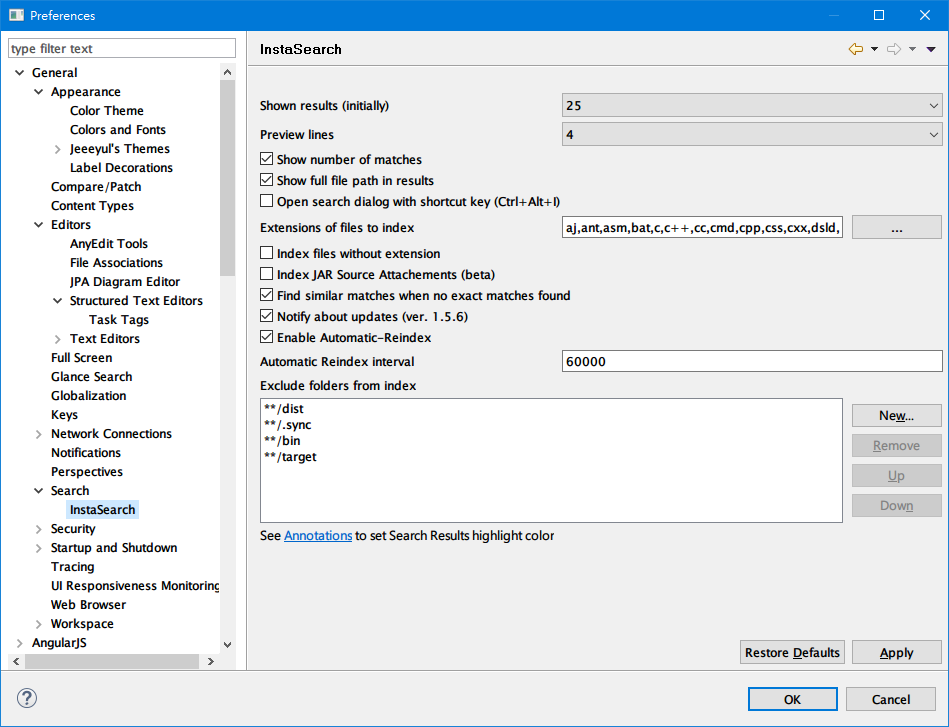 Preferences
type filter text
General
Appearance
Color Theme
Colors and Fonts
Jeeeyul's Themes
Label Decorations
Compare/Patch
Content Types
Editors
AnyEdit Tools
File Associations
JPA Diagram Editor
Structured Text Editors
Task Tags
Text Editors
Full Screen
Glance Search
Globalization
Keys
Network Connections
Notifications
Perspectives
Search
InstaSearch
Security
Startup and Shutdown
Tracing
UI Responsiveness Monitoring
Web Browser
Workspace
AngularJS
InstaSearch
Shown results (initially) 25
Preview lines 4
Show number of matches
Show full file path in results
Open search dialog with shortcut key (Ctrl+Alt+I)
Extensions of files to index aj,ant,asm,bat,c,c++,cc,cmd,cpp,css,cxx,dsld, ...
Index files without extension
Index JAR Source Attachements (beta)
Find similar matches when no exact matches found
Notify about updates (ver. 1.5.6)
Enable Automatic-Reindex
Automatic Reindex interval 60000
Exclude folders from index
**/dist
**/.sync
**/bin
**/target
New...
Remove
Up
Down
See Annotations to set Search Results highlight color
Restore Defaults Apply
? OK Cancel